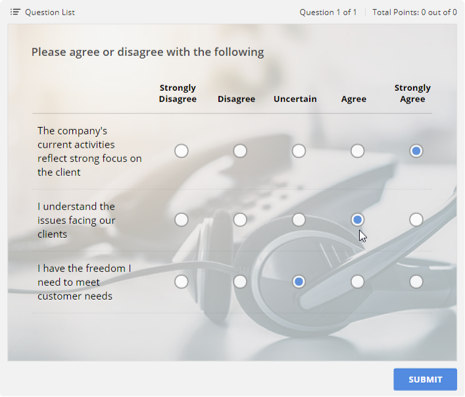 Question List
Question 1 of 1
Total Points: 0 out of 0
Please agree or disagree with the following
Strongly
Disagree
Disagree
Uncertain
Agree
Strongly
Agree
The company's
current activities
reflect strong focus on
the client
I understand the
issues facing our
clients
I have the freedom I
need to meet
customer needs
SUBMIT